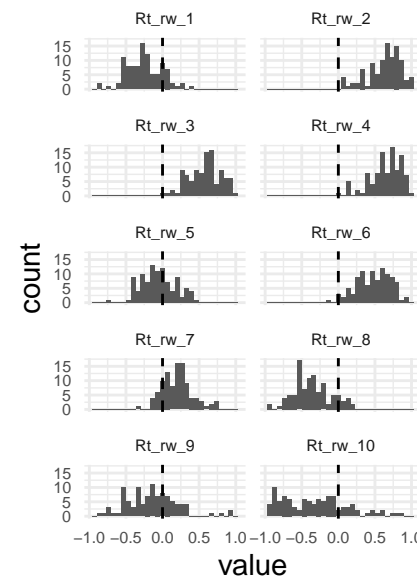 Rt_rw_1 Rt_rw_2
15
10
5
0
Rt_rw_3 Rt_rw_4
15
10
5
0
Rt_rw_5 Rt_rw_6
15
10
5
0
Rt_rw_7 Rt_rw_8
15
10
5
0
Rt_rw_9 Rt_rw_10
15
10
5
0
−1.0 −0.5 0.0 0.5 1.0 −1.0 −0.5 0.0 0.5 1.0
value
count